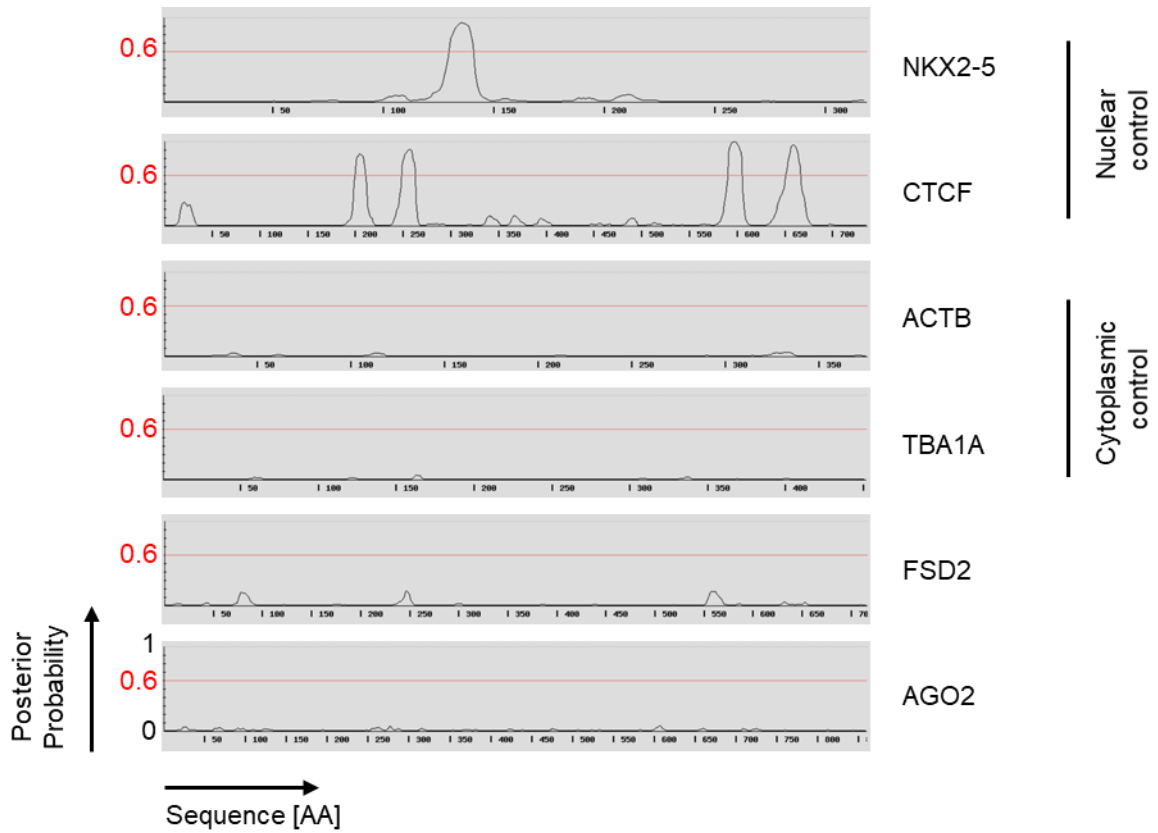 0.6
NKX2-5
| 50 | 100 | 150 | 200 | 250 | 300
0.6
CTCF
| 50 | 100 | 150 | 200 | 250 | 300 | 350 | 400 | 450 | 500 | 550 | 600 | 650 | 700
Nuclear
control
0.6
ACTB
| 50 | 100 | 150 | 200 | 250 | 300 | 350
0.6
TBA1A
| 50 | 100 | 150 | 200 | 250 | 300 | 350 | 400 |
Cytoplasmic
control
0.6
FSD2
| 50 | 100 | 150 | 200 | 250 | 300 | 350 | 400 | 450 | 500 | 550 | 600 | 650 | 70
Posterior
Probability
1
0.6
0
AGO2
| 50 | 100 | 150 | 200 | 250 | 300 | 350 | 400 | 450 | 500 | 550 | 600 | 650 | 700 | 750 | 800 |
Sequence [AA]